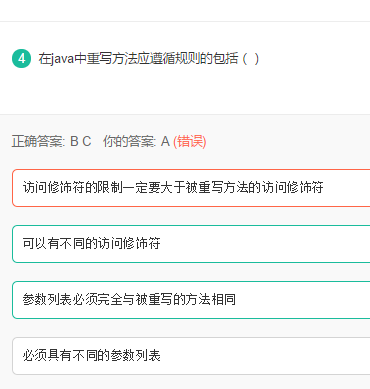 4 在java中重写方法应遵循规则的包括（ ）
正确答案: B C 你的答案: A (错误)
访问修饰符的限制一定要大于被重写方法的访问修饰符
可以有不同的访问修饰符
参数列表必须完全与被重写的方法相同
必须具有不同的参数列表